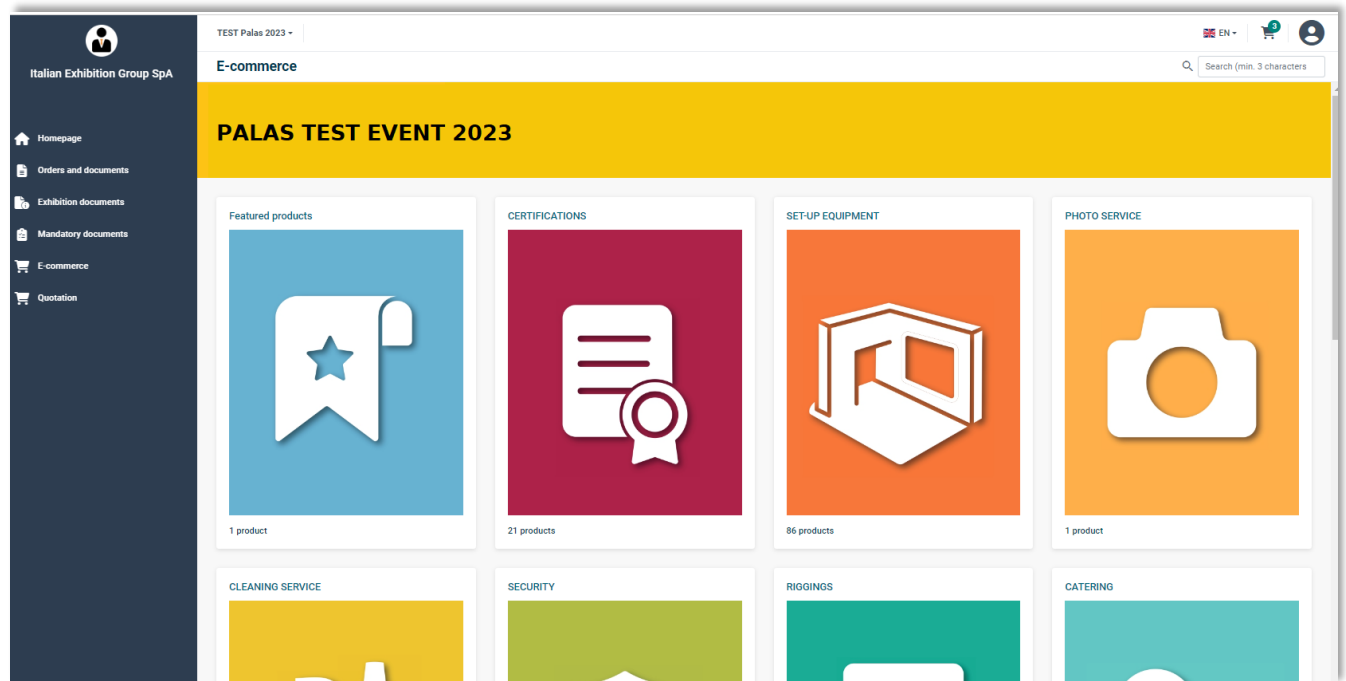 Italian Exhibition Group SpA
Homepage
Orders and documents
Exhibition documents
Mandatory documents
E-commerce
Quotation
TEST Palas 2023
EN
3
E-commerce
Search (min. 3 characters
PALAS TEST EVENT 2023
Featured products
1 product
CERTIFICATIONS
21 products
SET-UP EQUIPMENT
86 products
PHOTO SERVICE
1 product
CLEANING SERVICE
SECURITY
RIGGINGS
CATERING